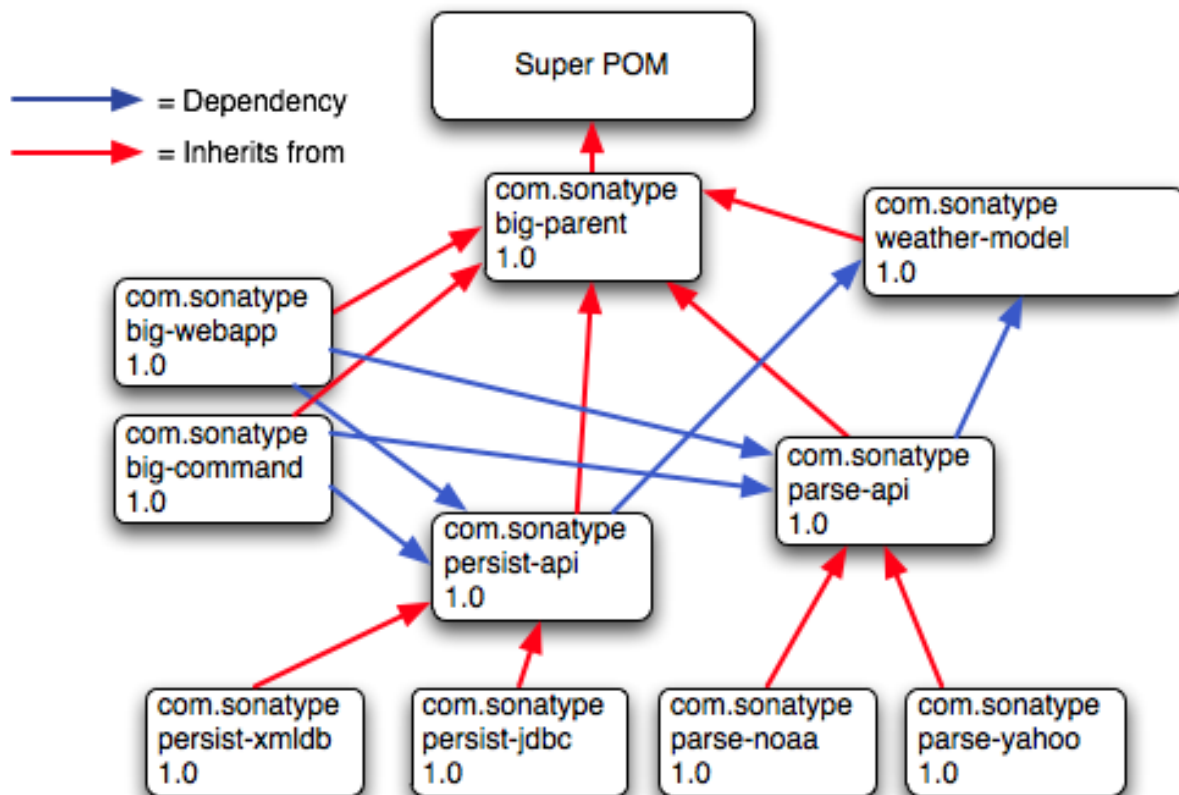 Super POM
= Dependency
= Inherits from
com.sonatype
big-parent
1.0
com.sonatype
weather-model
1.0
com.sonatype
big-webapp
1.0
com.sonatype
big-command
1.0
com.sonatype
parse-api
1.0
com.sonatype
persist-api
1.0
com.sonatype
persist-xmldb
1.0
com.sonatype
persist-jdbc
1.0
com.sonatype
parse-noaa
1.0
com.sonatype
parse-yahoo
1.0